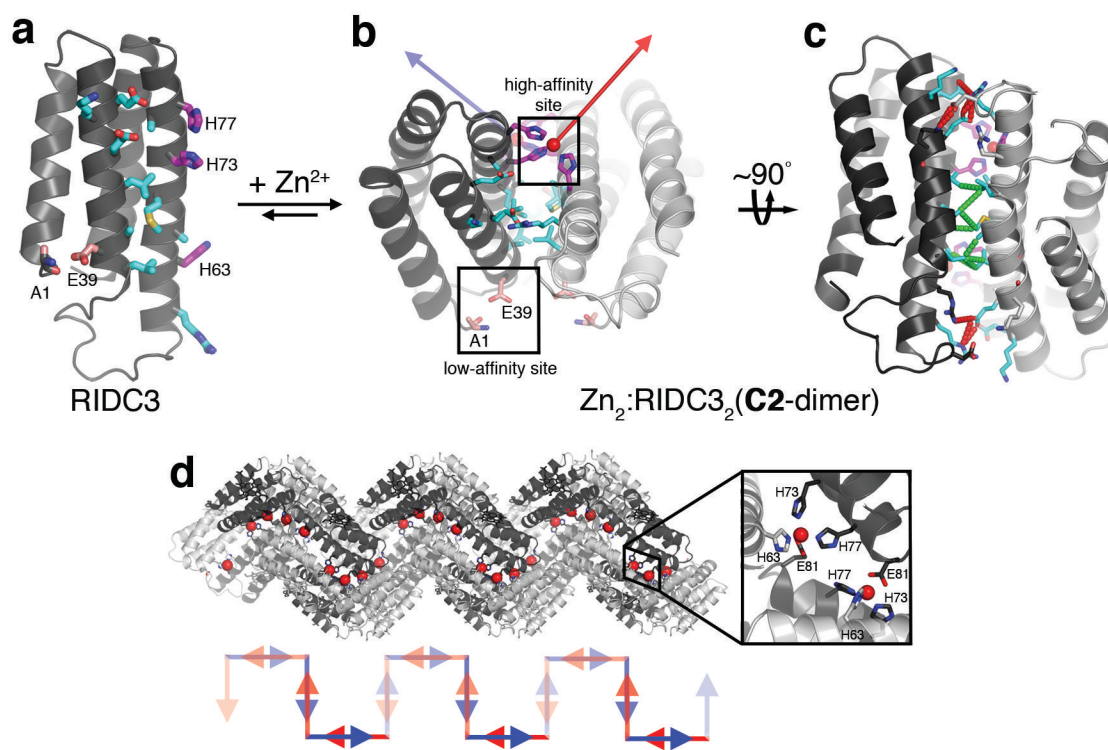 a
b
c
high-affinity
site
H77
H73
+ Zn²⁺
~90°
H63
E39
A1
E39
A1
low-affinity site
RIDC3
Zn₂:RIDC3₂(C2-dimer)
d
H73
H63
H77
E81
E81
H77
H73
H63